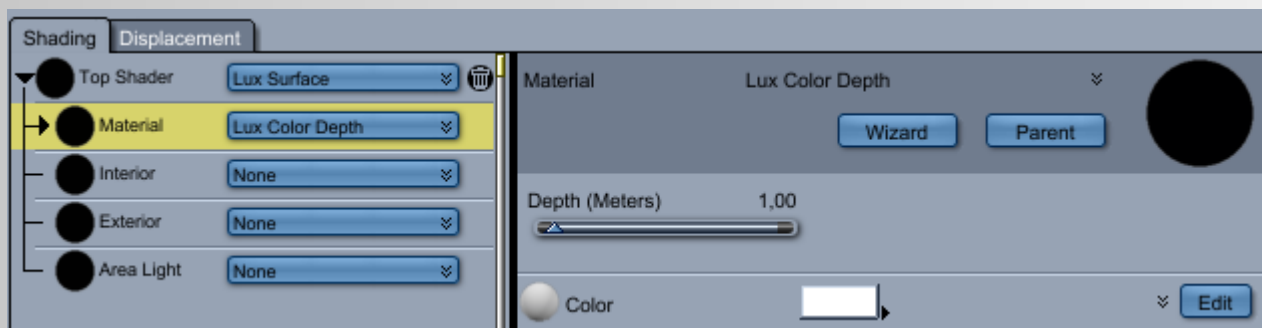 Shading Displacement
Top Shader Lux Surface
Material Lux Color Depth
Interior None
Exterior None
Area Light None
Material Lux Color Depth
Wizard Parent
Depth (Meters) 1,00
Color Edit